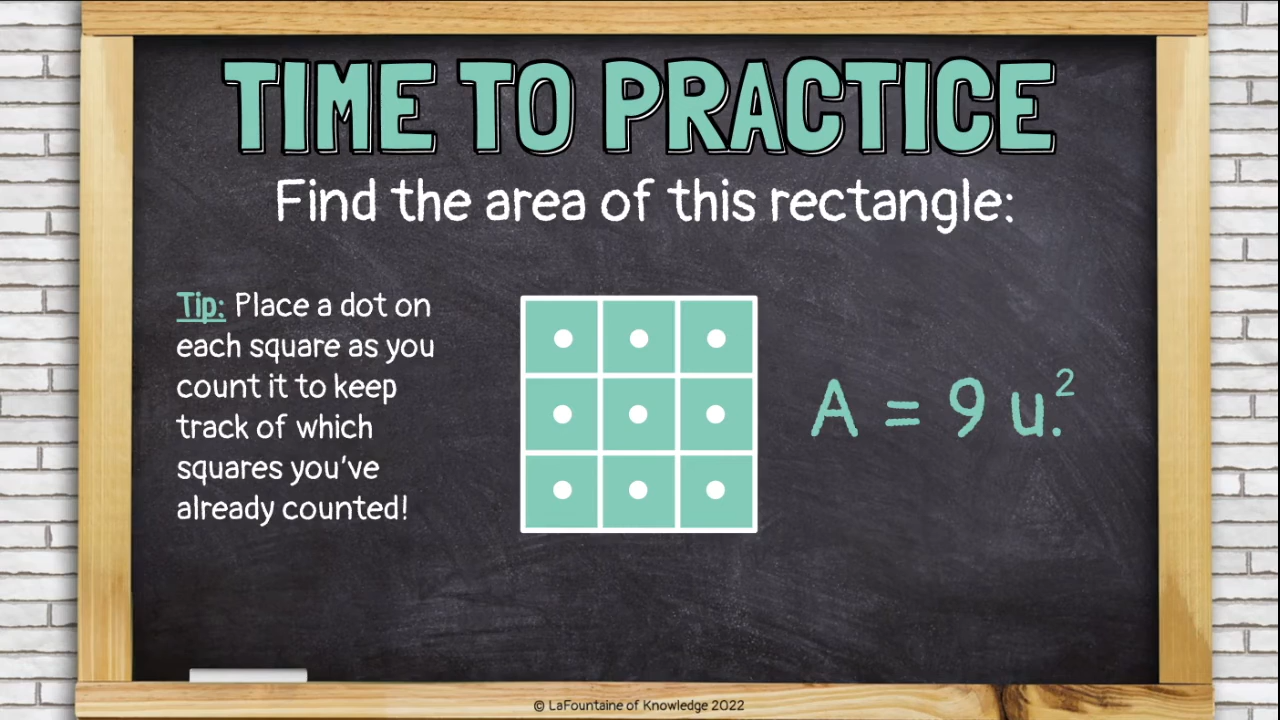 TIME TO PRACTICE
Find the area of this rectangle:
Tip: Place a dot on
each square as you
count it to keep
track of which
squares you've
already counted!
A = 9 u.²
© LaFountaine of Knowledge 2022